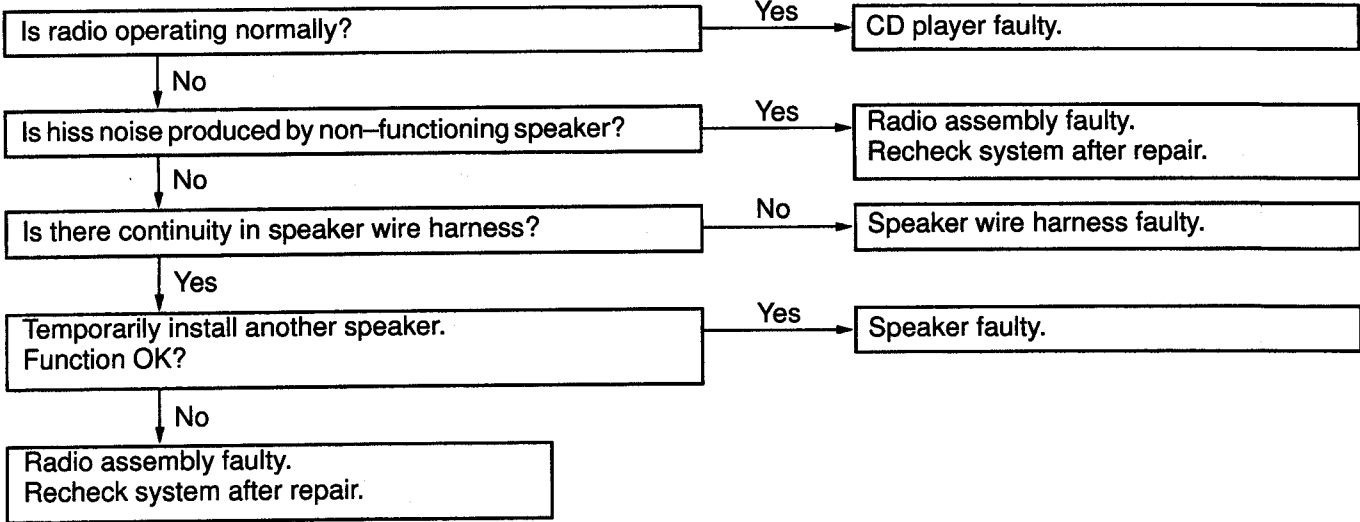 Is radio operating normally?
Yes
CD player faulty.
No
Is hiss noise produced by non–functioning speaker?
Yes
Radio assembly faulty.
Recheck system after repair.
No
Is there continuity in speaker wire harness?
No
Speaker wire harness faulty.
Yes
Temporarily install another speaker.
Function OK?
Yes
Speaker faulty.
No
Radio assembly faulty.
Recheck system after repair.